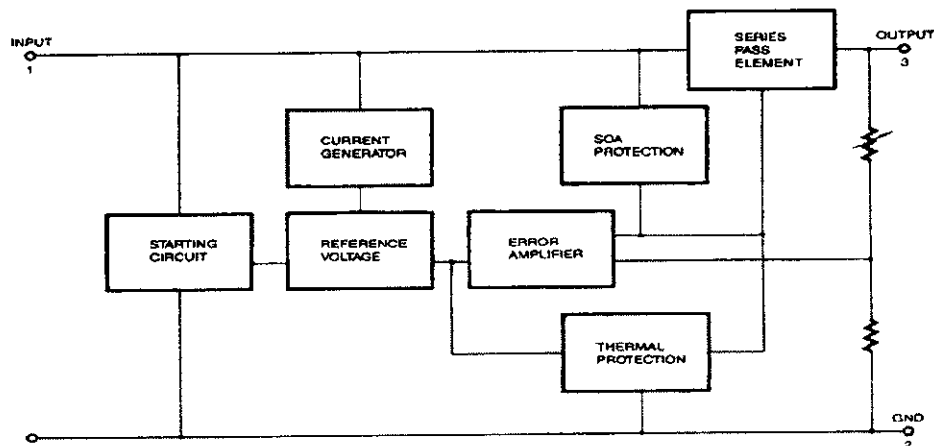 INPUT
1
SERIES
PASS
ELEMENT
OUTPUT
3
CURRENT
GENERATOR
SOA
PROTECTION
STARTING
CIRCUIT
REFERENCE
VOLTAGE
ERROR
AMPLIFIER
THERMAL
PROTECTION
GND
2